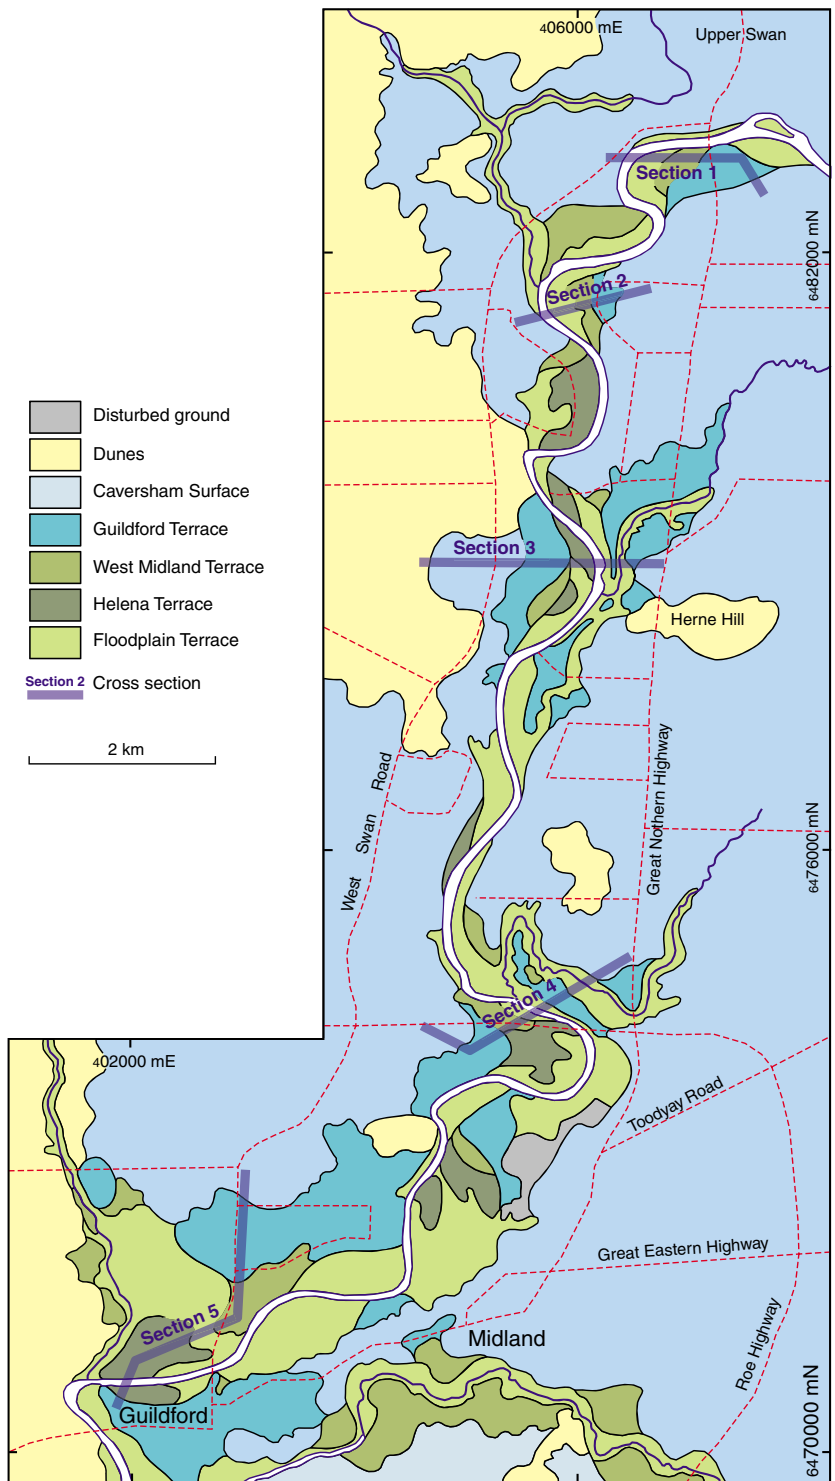 406000 mE
Upper Swan
Section 1
6482000 mN
Section 2
Disturbed ground
Dunes
Caversham Surface
Guildford Terrace
West Midland Terrace
Helena Terrace
Floodplain Terrace
Section 2 Cross section
2 km
Section 3
Herne Hill
West Swan Road
Great Nothern Highway
6476000 mN
Section 4
402000 mE
Toodyay Road
Great Eastern Highway
Section 5
Midland
Roe Highway
Guildford
6470000 mN